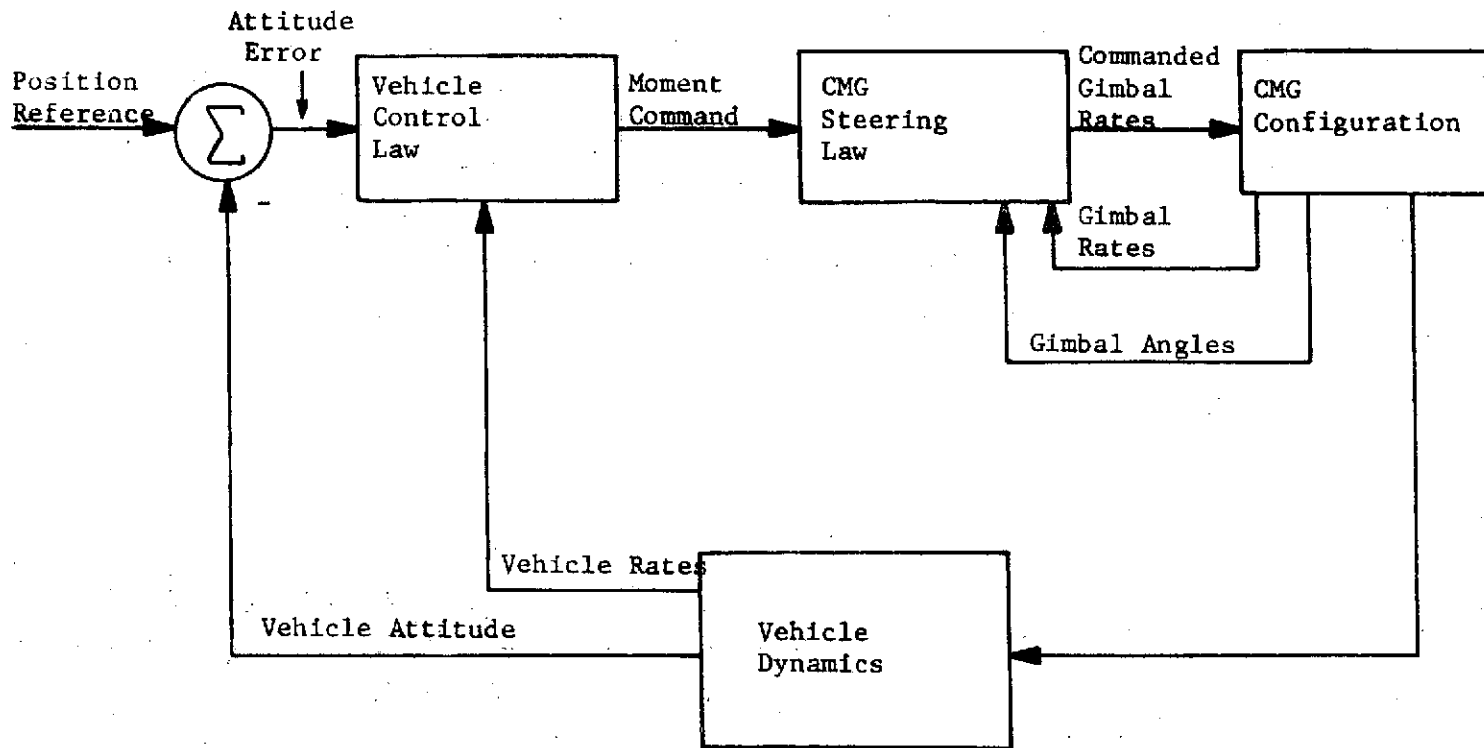 Attitude
Error
Position
Reference
Σ
-
Vehicle
Control
Law
Moment
Command
CMG
Steering
Law
Commanded
Gimbal
Rates
CMG
Configuration
Gimbal
Rates
Gimbal Angles
Vehicle Rates
Vehicle Attitude
Vehicle
Dynamics